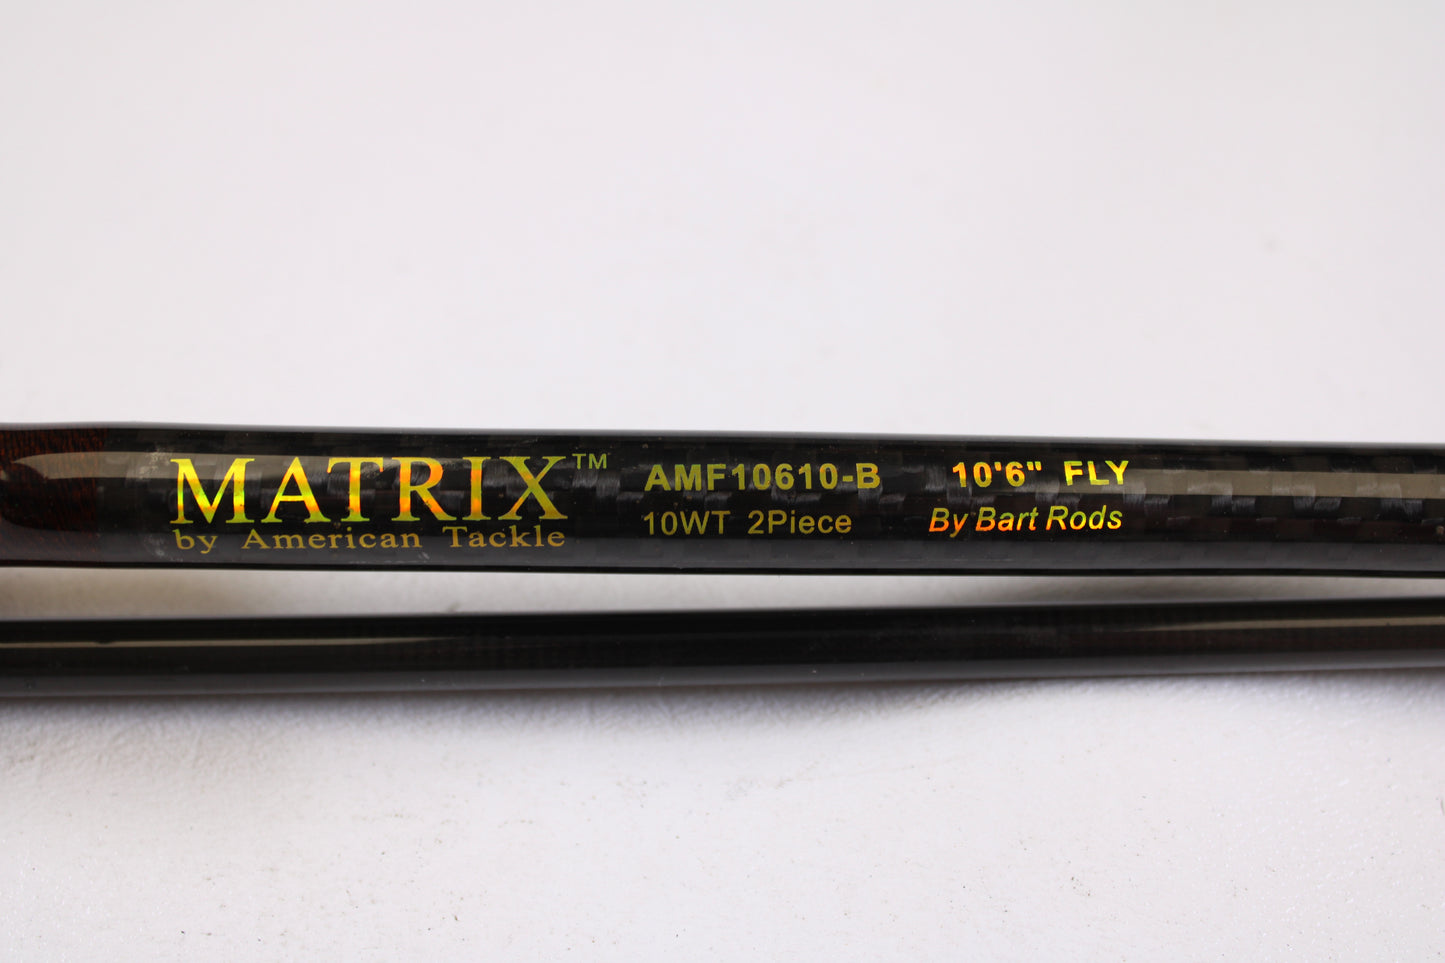 MATRIX™
by American Tackle
AMF10610-B
10WT 2Piece
10'6" FLY
By Bart Rods